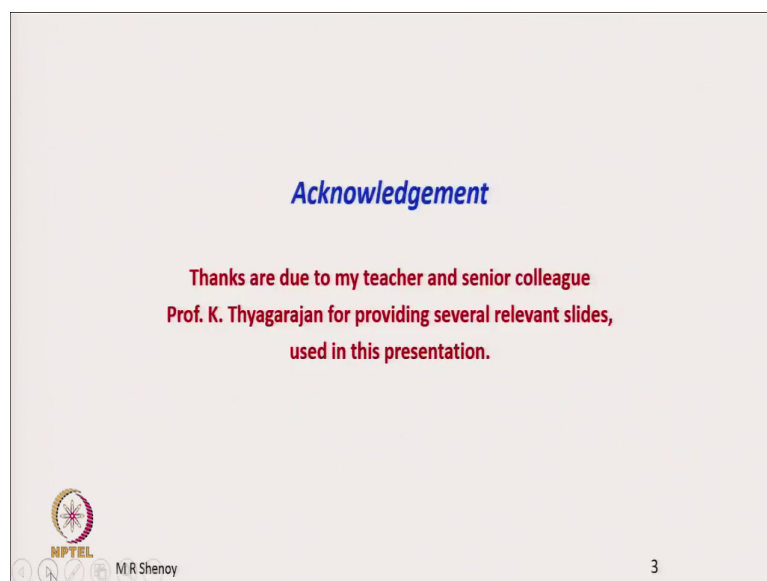 Acknowledgement
Thanks are due to my teacher and senior colleague
Prof. K. Thyagarajan for providing several relevant slides,
used in this presentation.
NPTEL
M R Shenoy
3